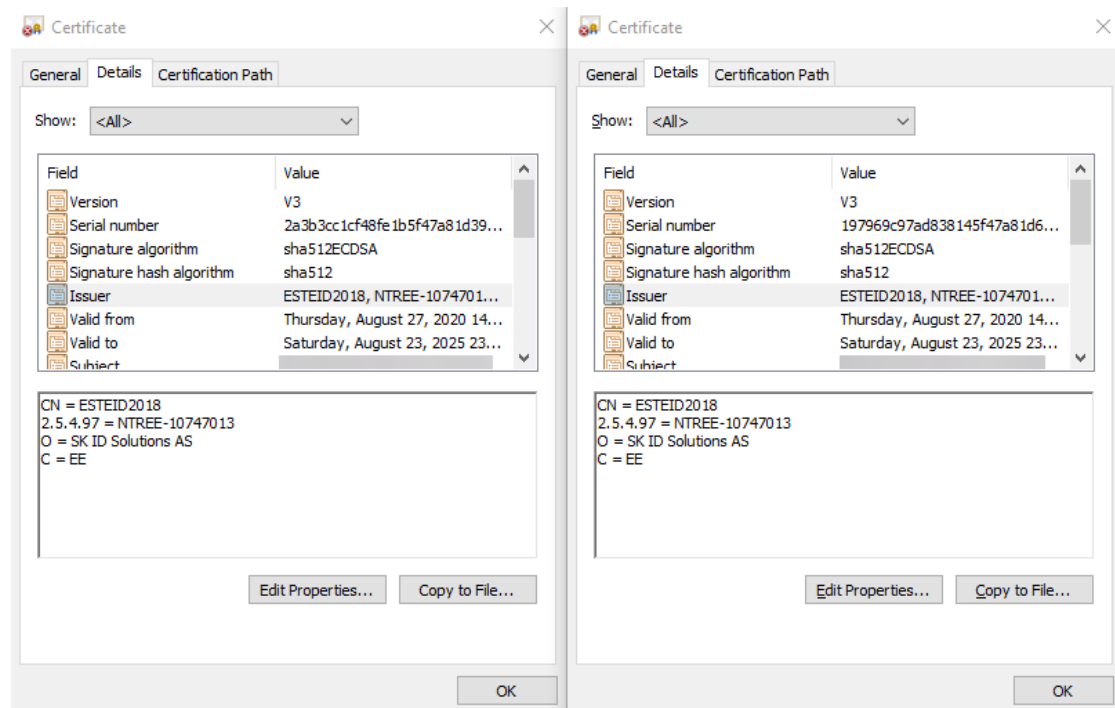 Certificate
General Details Certification Path
Show: <All>
Field Value
Version V3
Serial number 2a3b3cc1cf48fe1b5f47a81d39...
Signature algorithm sha512ECDSA
Signature hash algorithm sha512
Issuer ESTEID2018, NTREE-1074701...
Valid from Thursday, August 27, 2020 14...
Valid to Saturday, August 23, 2025 23...
Subject
CN = ESTEID2018
2.5.4.97 = NTREE-10747013
O = SK ID Solutions AS
C = EE
Edit Properties... Copy to File...
OK
Certificate
General Details Certification Path
Show: <All>
Field Value
Version V3
Serial number 197969c97ad838145f47a81d6...
Signature algorithm sha512ECDSA
Signature hash algorithm sha512
Issuer ESTEID2018, NTREE-1074701...
Valid from Thursday, August 27, 2020 14...
Valid to Saturday, August 23, 2025 23...
Subject
CN = ESTEID2018
2.5.4.97 = NTREE-10747013
O = SK ID Solutions AS
C = EE
Edit Properties... Copy to File...
OK